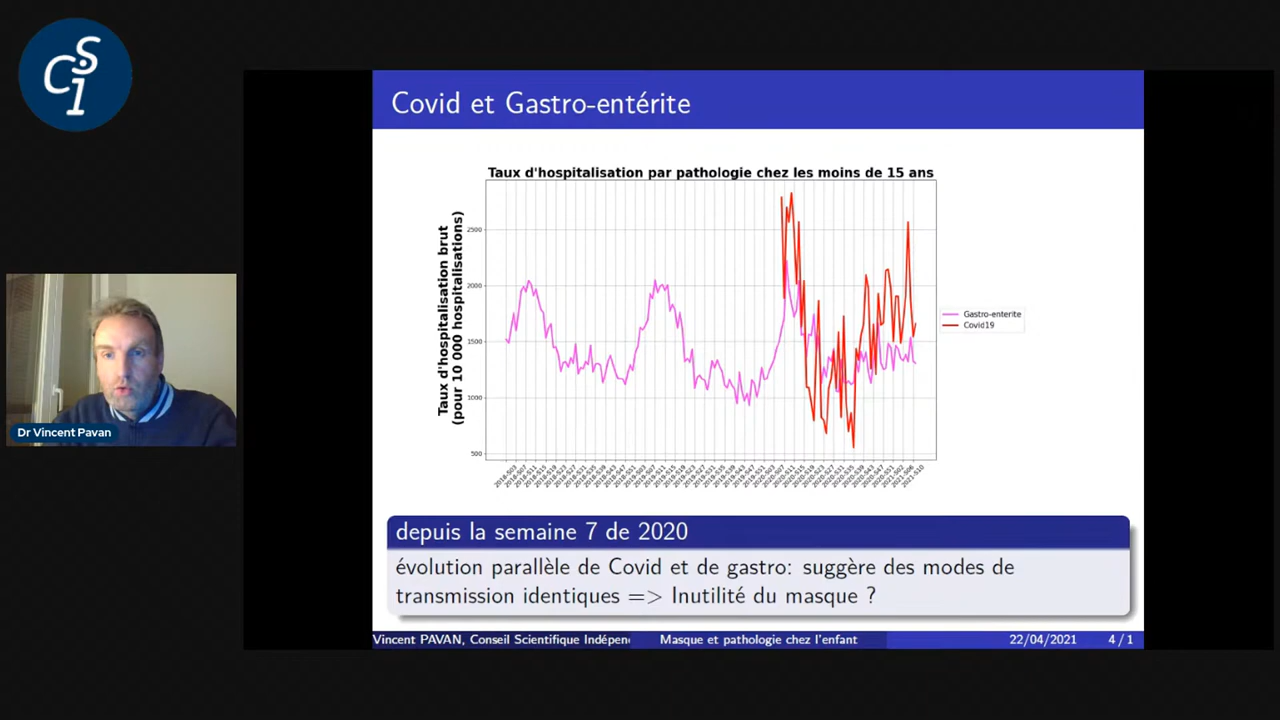 CSI
Covid et Gastro-entérite
Taux d'hospitalisation par pathologie chez les moins de 15 ans
Taux d'hospitalisation brut
(pour 10 000 hospitalisations)
2500
2000
1500
1000
500
Gastro-enterite
Covid19
Dr Vincent Pavan
depuis la semaine 7 de 2020
évolution parallèle de Covid et de gastro: suggère des modes de
transmission identiques => Inutilité du masque ?
Vincent PAVAN, Conseil Scientifique Indépen
Masque et pathologie chez l'enfant
22/04/2021
4 / 1